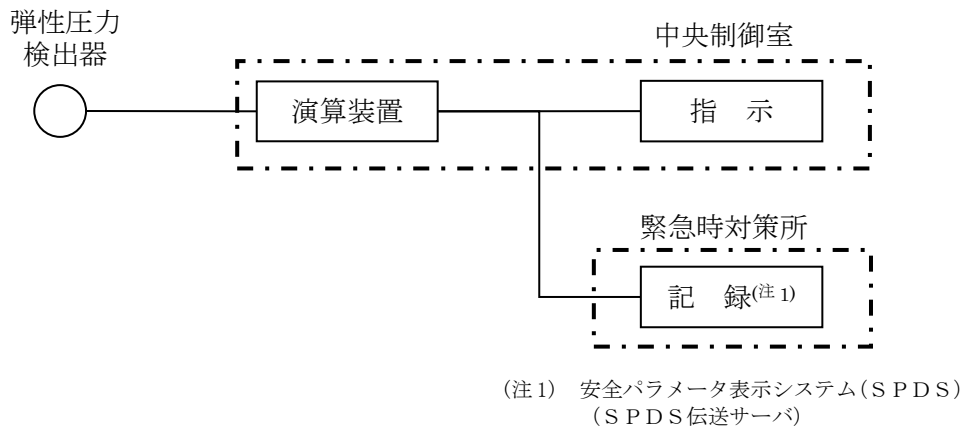 弾性圧力
検出器
中央制御室
演算装置
指 示
緊急時対策所
記 録(注1)
(注1) 安全パラメータ表示システム(SPDS)
(SPDS伝送サーバ)